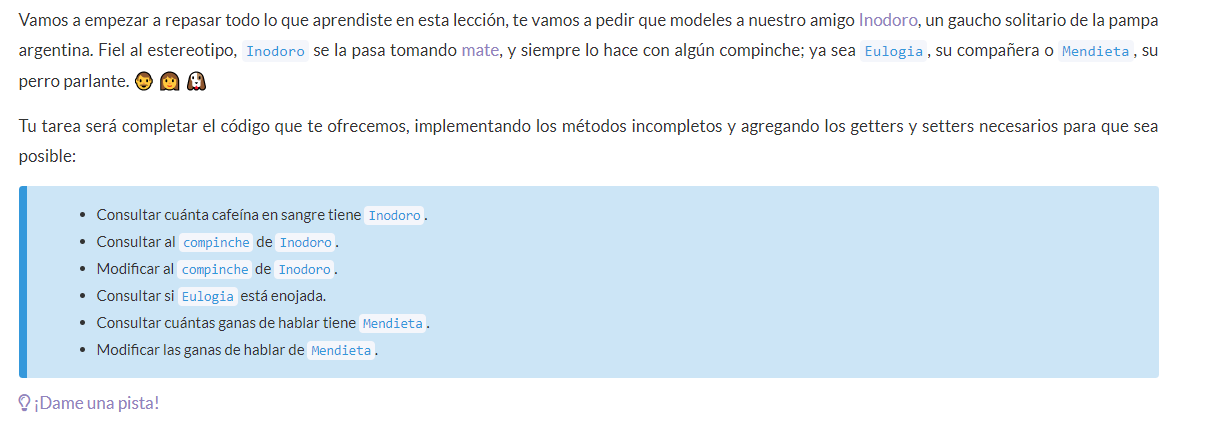 Vamos a empezar a repasar todo lo que aprendiste en esta lección, te vamos a pedir que modeles a nuestro amigo Inodoro, un gaucho solitario de la pampa
argentina. Fiel al estereotipo, Inodoro se la pasa tomando mate, y siempre lo hace con algún compinche; ya sea Eulogia, su compañera o Mendieta, su
perro parlante. 👨 👩 🐶
Tu tarea será completar el código que te ofrecemos, implementando los métodos incompletos y agregando los getters y setters necesarios para que sea
posible:
• Consultar cuánta cafeína en sangre tiene Inodoro.
• Consultar al compinche de Inodoro.
• Modificar al compinche de Inodoro.
• Consultar si Eulogia está enojada.
• Consultar cuántas ganas de hablar tiene Mendieta.
• Modificar las ganas de hablar de Mendieta.
¡Dame una pista!